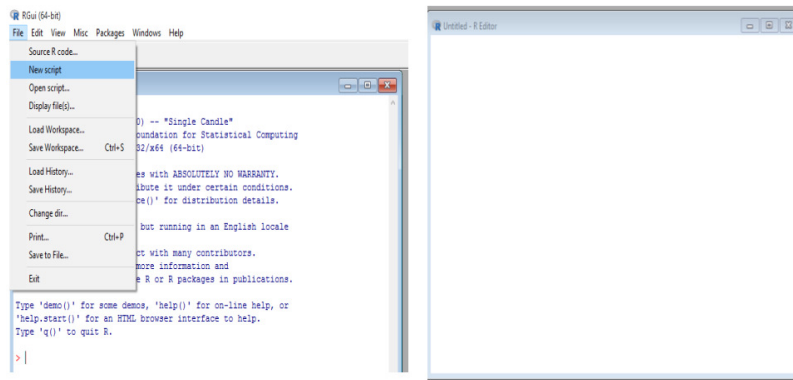 RGui (64-bit)
File Edit View Misc Packages Windows Help
Source R code...
New script
Open script...
Display file(s)...
Load Workspace...
Save Workspace... Ctrl+S
Load History...
Save History...
Change dir...
Print... Ctrl+P
Save to File...
Exit
0) -- "Single Candle"
oundation for Statistical Computing
32/x64 (64-bit)
es with ABSOLUTELY NO WARRANTY.
ibute it under certain conditions.
ce()' for distribution details.
but running in an English locale
ct with many contributors.
more information and
e R or R packages in publications.
Type 'demo()' for some demos, 'help()' for on-line help, or
'help.start()' for an HTML browser interface to help.
Type 'q()' to quit R.
>
Untitled - R Editor